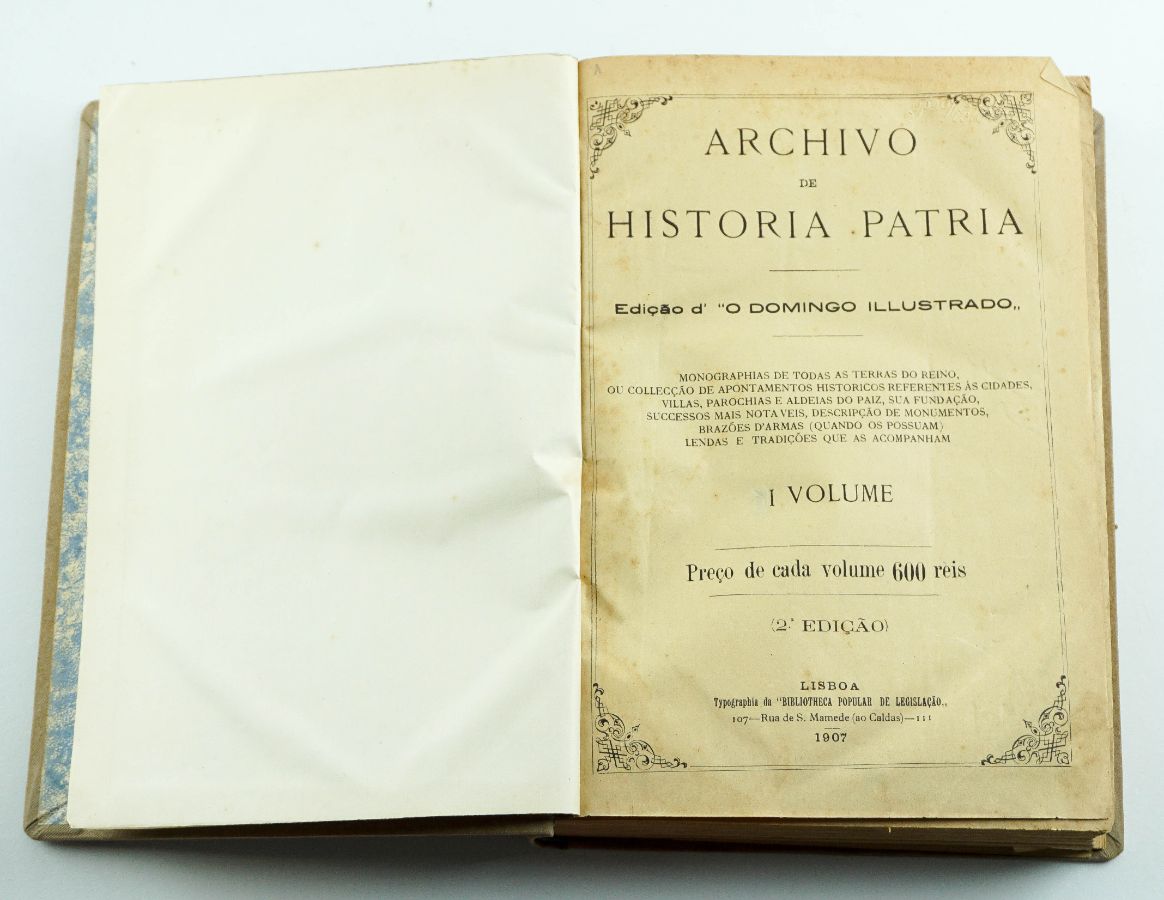 ARCHIVO
DE
HISTORIA PATRIA
Edição d' "O DOMINGO ILLUSTRADO„
MONOGRAPHIAS DE TODAS AS TERRAS DO REINO,
OU COLLECÇÃO DE APONTAMENTOS HISTORICOS REFERENTES ÁS CIDADES,
VILLAS, PAROCHIAS E ALDEIAS DO PAIZ, SUA FUNDAÇÃO,
SUCCESSOS MAIS NOTAVEIS, DESCRIPÇÃO DE MONUMENTOS,
BRAZÕES D'ARMAS (QUANDO OS POSSUAM)
LENDAS E TRADIÇÕES QUE AS ACOMPANHAM
I VOLUME
Preço de cada volume 600 reis
(2.ª EDIÇÃO)
LISBOA
Typographia da "BIBLIOTHECA POPULAR DE LEGISLAÇÃO„
107—Rua de S. Mamede (ao Caldas)—111
1907